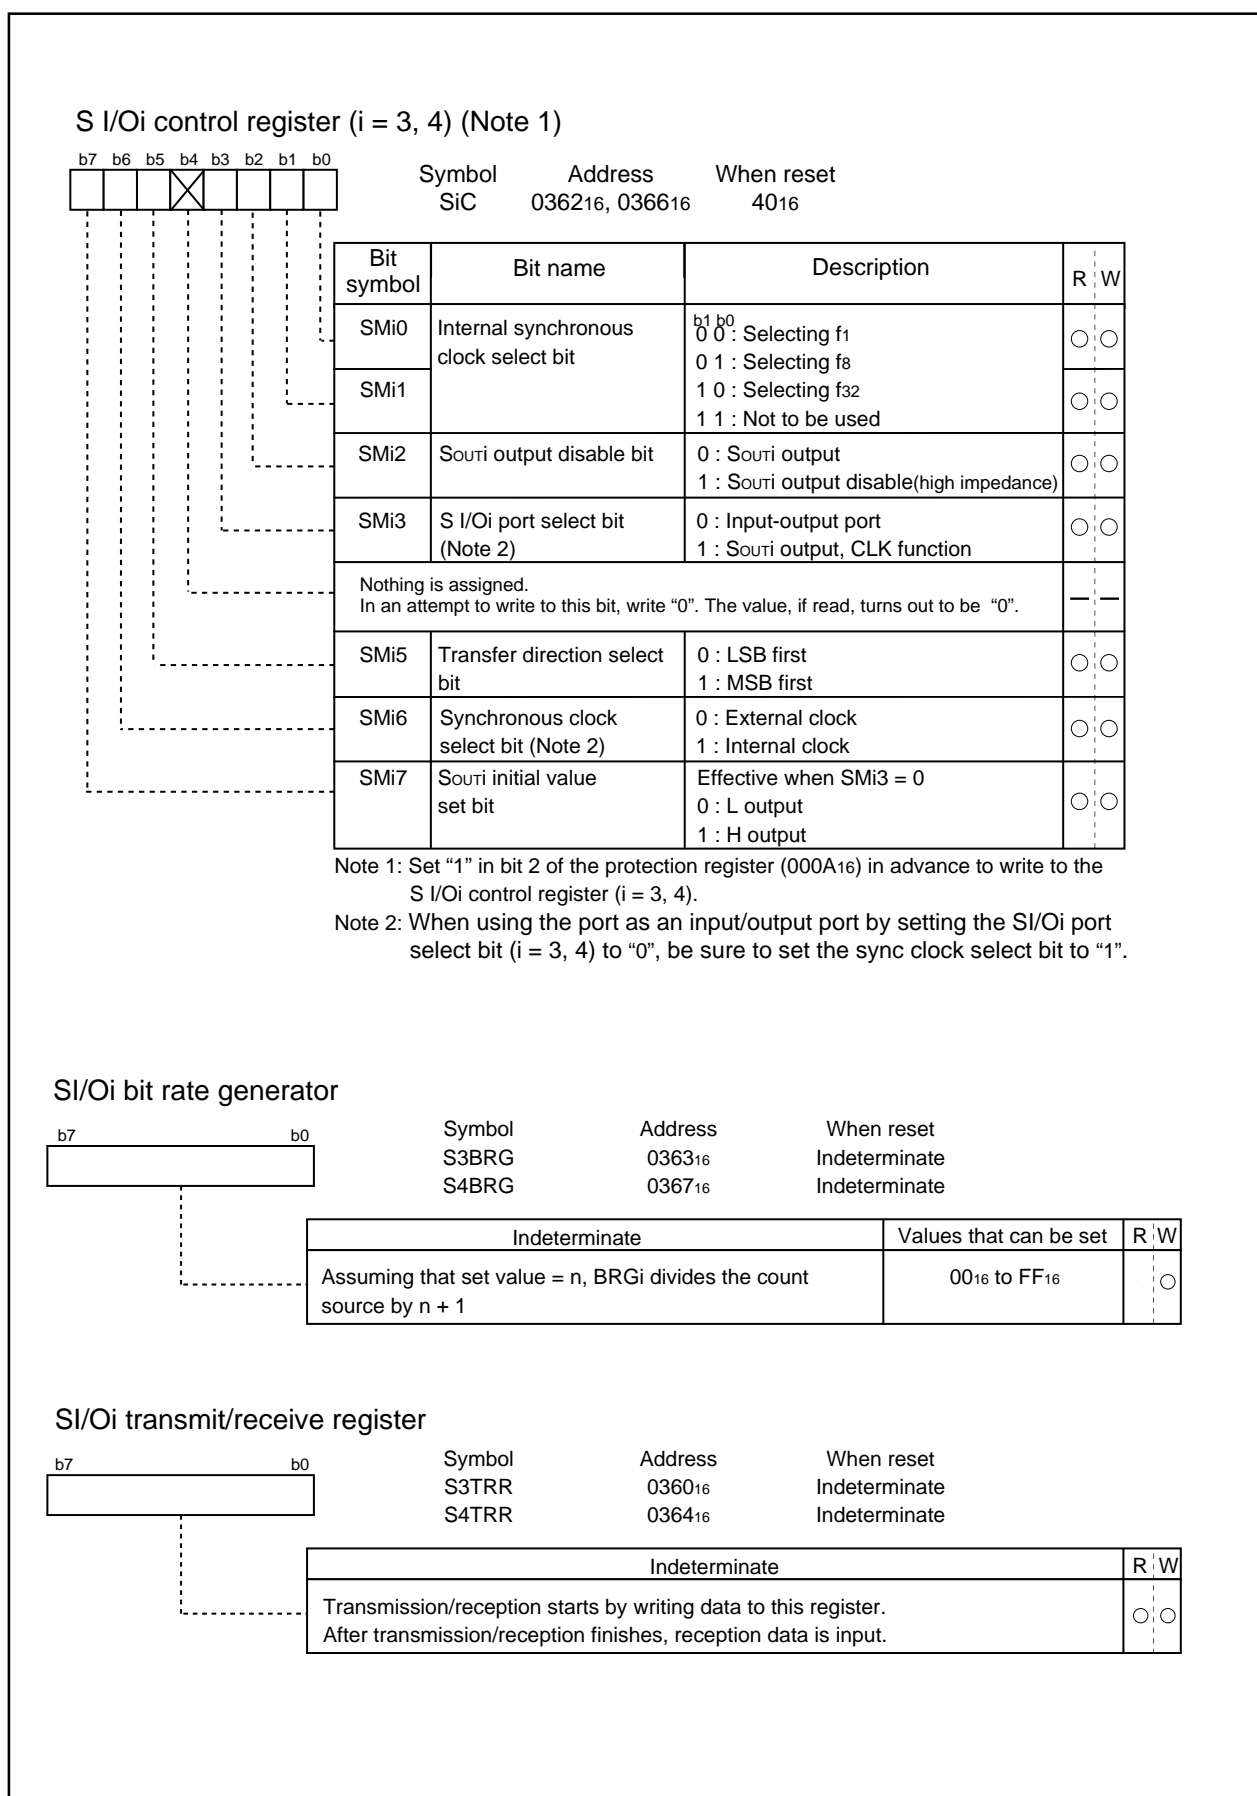 S I/Oi control register (i = 3, 4) (Note 1)
b7 b6 b5 b4 b3 b2 b1 b0
Symbol Address When reset
SiC 036216, 036616 4016
Bit symbol Bit name Description R W
SMi0 Internal synchronous clock select bit
b1 b0
0 0 : Selecting f1
0 1 : Selecting f8
SMi1 1 0 : Selecting f32
1 1 : Not to be used
SMi2 SOUTi output disable bit 0 : SOUTi output
1 : SOUTi output disable(high impedance)
SMi3 S I/Oi port select bit 0 : Input-output port
(Note 2) 1 : SOUTi output, CLK function
Nothing is assigned.
In an attempt to write to this bit, write “0”. The value, if read, turns out to be “0”.
SMi5 Transfer direction select 0 : LSB first
bit 1 : MSB first
SMi6 Synchronous clock 0 : External clock
select bit (Note 2) 1 : Internal clock
SMi7 SOUTi initial value Effective when SMi3 = 0
set bit 0 : L output
1 : H output
Note 1: Set “1” in bit 2 of the protection register (000A16) in advance to write to the
S I/Oi control register (i = 3, 4).
Note 2: When using the port as an input/output port by setting the SI/Oi port
select bit (i = 3, 4) to “0”, be sure to set the sync clock select bit to “1”.
SI/Oi bit rate generator
b7 b0
Symbol Address When reset
S3BRG 036316 Indeterminate
S4BRG 036716 Indeterminate
Indeterminate Values that can be set R W
Assuming that set value = n, BRGi divides the count 0016 to FF16
source by n + 1
SI/Oi transmit/receive register
b7 b0
Symbol Address When reset
S3TRR 036016 Indeterminate
S4TRR 036416 Indeterminate
Indeterminate R W
Transmission/reception starts by writing data to this register.
After transmission/reception finishes, reception data is input.